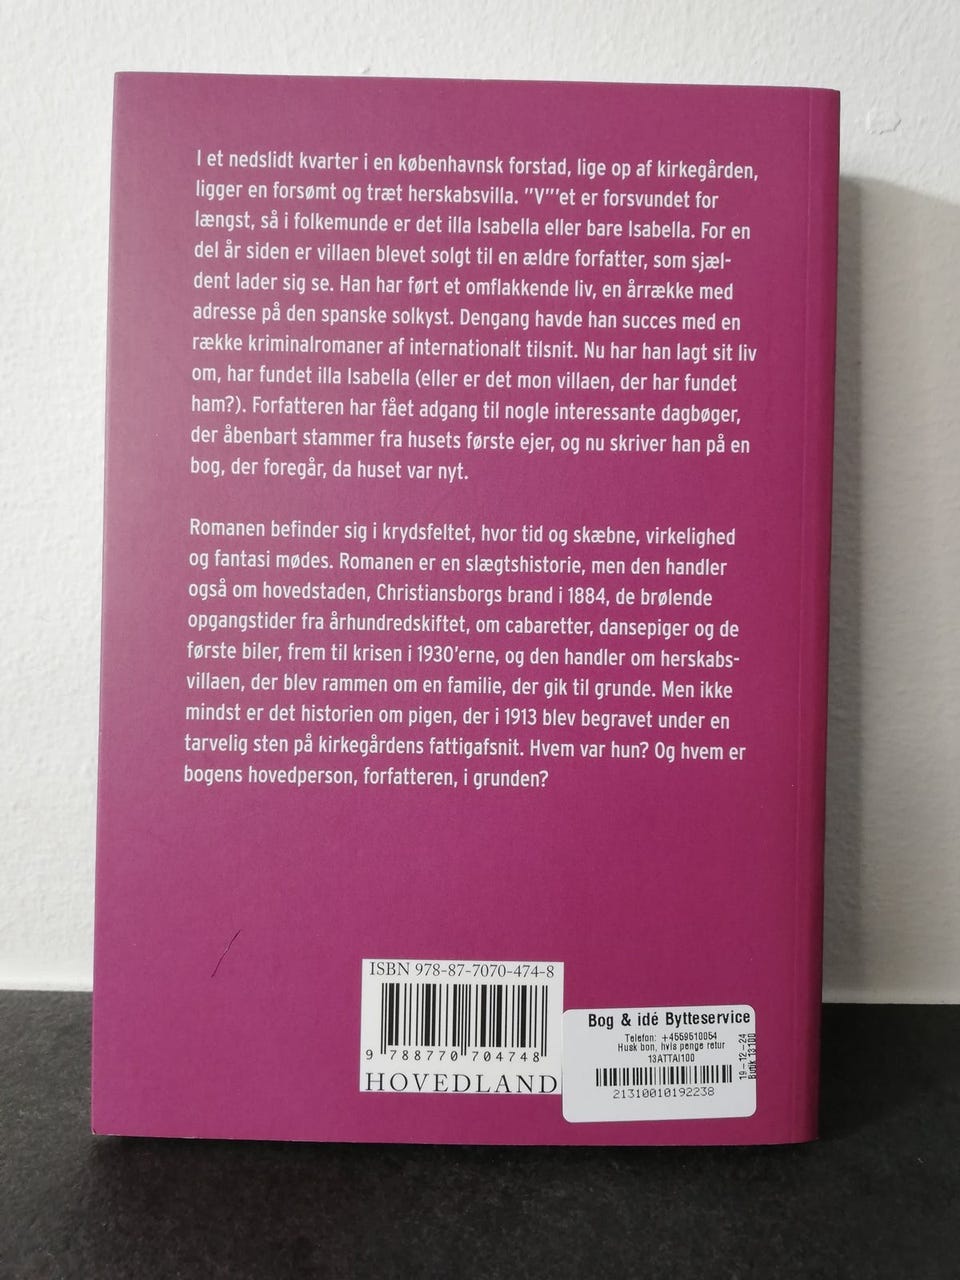 I et nedslidt kvarter i en københavnsk forstad, lige op af kirkegården,
ligger en forsømt og træt herskabsvilla. ”V”’et er forsvundet for
længst, så i folkemunde er det illa Isabella eller bare Isabella. For en
del år siden er villaen blevet solgt til en ældre forfatter, som sjæl-
dent lader sig se. Han har ført et omflakkende liv, en årrække med
adresse på den spanske solkyst. Dengang havde han succes med en
række kriminalromaner af internationalt tilsnit. Nu har han lagt sit liv
om, har fundet illa Isabella (eller er det mon villaen, der har fundet
ham?). Forfatteren har fået adgang til nogle interessante dagbøger,
der åbenbart stammer fra husets første ejer, og nu skriver han på en
bog, der foregår, da huset var nyt.
Romanen befinder sig i krydsfeltet, hvor tid og skæbne, virkelighed
og fantasi mødes. Romanen er en slægtshistorie, men den handler
også om hovedstaden, Christiansborgs brand i 1884, de brølende
opgangstider fra århundredskiftet, om cabaretter, dansepiger og de
første biler, frem til krisen i 1930’erne, og den handler om herskabs-
villaen, der blev rammen om en familie, der gik til grunde. Men ikke
mindst er det historien om pigen, der i 1913 blev begravet under en
tarvelig sten på kirkegårdens fattigafsnit. Hvem var hun? Og hvem er
bogens hovedperson, forfatteren, i grunden?
ISBN 978-87-7070-474-8
9 788770 704748
HOVEDLAND
Bog & idé Bytteservice
Telefon: +4559510054
Husk bon, hvis penge retur
13ATTAI100
21310010192238
19-12-24
Butik 13100